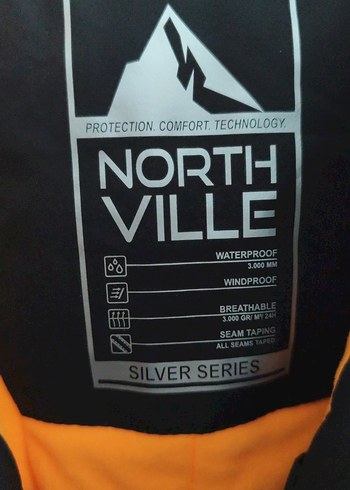 PROTECTION. COMFORT. TECHNOLOGY.
NORTH
VILLE
WATERPROOF
3.000 MM
WINDPROOF
BREATHABLE
3.000 GR/ M²/ 24H
SEAM TAPING
ALL SEAMS TAPED
SILVER SERIES